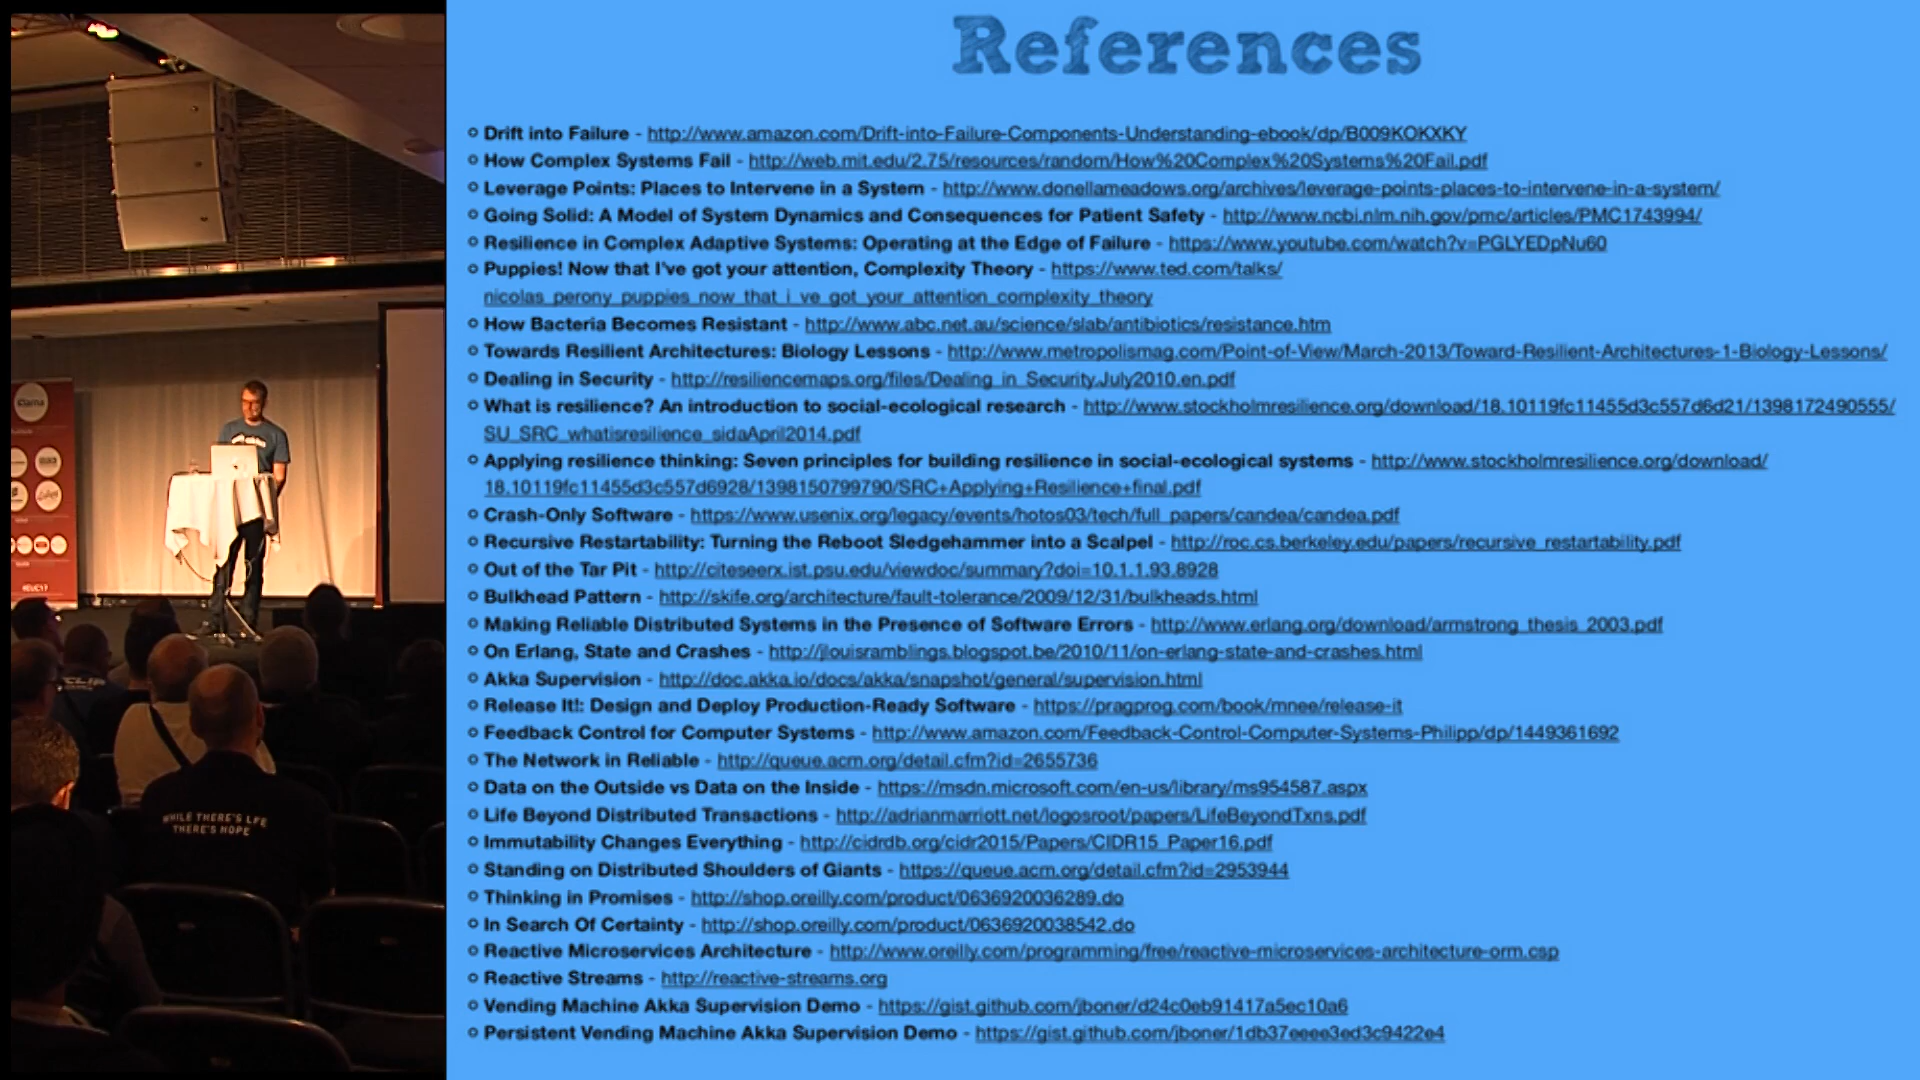 References
Drift into Failure - http://www.amazon.com/Drift-into-Failure-Components-Understanding-ebook/dp/B009KOKXKY
How Complex Systems Fail - http://web.mit.edu/2.75/resources/random/How%20Complex%20Systems%20Fail.pdf
Leverage Points: Places to Intervene in a System - http://www.donellameadows.org/archives/leverage-points-places-to-intervene-in-a-system/
Going Solid: A Model of System Dynamics and Consequences for Patient Safety - http://www.ncbi.nlm.nih.gov/pmc/articles/PMC1743994/
Resilience in Complex Adaptive Systems: Operating at the Edge of Failure - https://www.youtube.com/watch?v=PGLYEDpNu60
Puppies! Now that I've got your attention, Complexity Theory - https://www.ted.com/talks/
nicolas_perony_puppies_now_that_i_ve_got_your_attention_complexity_theory
How Bacteria Becomes Resistant - http://www.abc.net.au/science/slab/antibiotics/resistance.htm
Towards Resilient Architectures: Biology Lessons - http://www.metropolismag.com/Point-of-View/March-2013/Toward-Resilient-Architectures-1-Biology-Lessons/
Dealing in Security - http://resiliencemaps.org/files/Dealing_in_Security.July2010.en.pdf
What is resilience? An introduction to social-ecological research - http://www.stockholmresilience.org/download/18.10119fc11455d3c557d6d21/1398172490555/
SU_SRC_whatisresilience_sidaApril2014.pdf
Applying resilience thinking: Seven principles for building resilience in social-ecological systems - http://www.stockholmresilience.org/download/
18.10119fc11455d3c557d6928/1398150799790/SRC+Applying+Resilience+final.pdf
Crash-Only Software - https://www.usenix.org/legacy/events/hotos03/tech/full_papers/candea/candea.pdf
Recursive Restartability: Turning the Reboot Sledgehammer into a Scalpel - http://roc.cs.berkeley.edu/papers/recursive_restartability.pdf
Out of the Tar Pit - http://citeseerx.ist.psu.edu/viewdoc/summary?doi=10.1.1.93.8928
Bulkhead Pattern - http://skife.org/architecture/fault-tolerance/2009/12/31/bulkheads.html
Making Reliable Distributed Systems in the Presence of Software Errors - http://www.erlang.org/download/armstrong_thesis_2003.pdf
On Erlang, State and Crashes - http://jlouisramblings.blogspot.be/2010/11/on-erlang-state-and-crashes.html
Akka Supervision - http://doc.akka.io/docs/akka/snapshot/general/supervision.html
Release It!: Design and Deploy Production-Ready Software - https://pragprog.com/book/mnee/release-it
Feedback Control for Computer Systems - http://www.amazon.com/Feedback-Control-Computer-Systems-Philipp/dp/1449361692
The Network in Reliable - http://queue.acm.org/detail.cfm?id=2655736
Data on the Outside vs Data on the Inside - https://msdn.microsoft.com/en-us/library/ms954587.aspx
Life Beyond Distributed Transactions - http://adrianmarriott.net/logosroot/papers/LifeBeyondTxns.pdf
Immutability Changes Everything - http://cidrdb.org/cidr2015/Papers/CIDR15_Paper16.pdf
Standing on Distributed Shoulders of Giants - https://queue.acm.org/detail.cfm?id=2953944
Thinking in Promises - http://shop.oreilly.com/product/0636920036289.do
In Search Of Certainty - http://shop.oreilly.com/product/0636920038542.do
Reactive Microservices Architecture - http://www.oreilly.com/programming/free/reactive-microservices-architecture-orm.csp
Reactive Streams - http://reactive-streams.org
Vending Machine Akka Supervision Demo - https://gist.github.com/jboner/d24c0eb91417a5ec10a6
Persistent Vending Machine Akka Supervision Demo - https://gist.github.com/jboner/1db37eeee3ed3c9422e4
WHILE THERE'S LFE
THERE'S HOPE